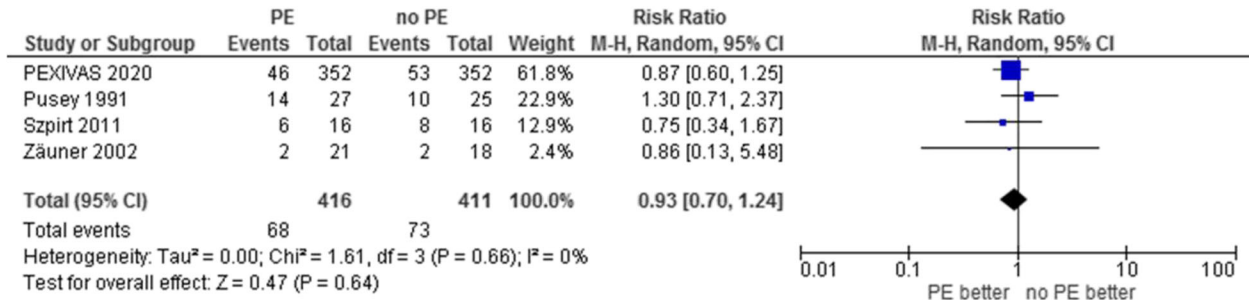 PE no PE Risk Ratio Risk Ratio
Study or Subgroup Events Total Events Total Weight M-H, Random, 95% CI M-H, Random, 95% CI
PEXIVAS 2020 46 352 53 352 61.8% 0.87 [0.60, 1.25]
Pusey 1991 14 27 10 25 22.9% 1.30 [0.71, 2.37]
Szpirt 2011 6 16 8 16 12.9% 0.75 [0.34, 1.67]
Zäuner 2002 2 21 2 18 2.4% 0.86 [0.13, 5.48]
Total (95% CI) 416 411 100.0% 0.93 [0.70, 1.24]
Total events 68 73
Heterogeneity: Tau² = 0.00; Chi² = 1.61, df = 3 (P = 0.66); I² = 0%
Test for overall effect: Z = 0.47 (P = 0.64)
0.01 0.1 1 10 100
PE better no PE better